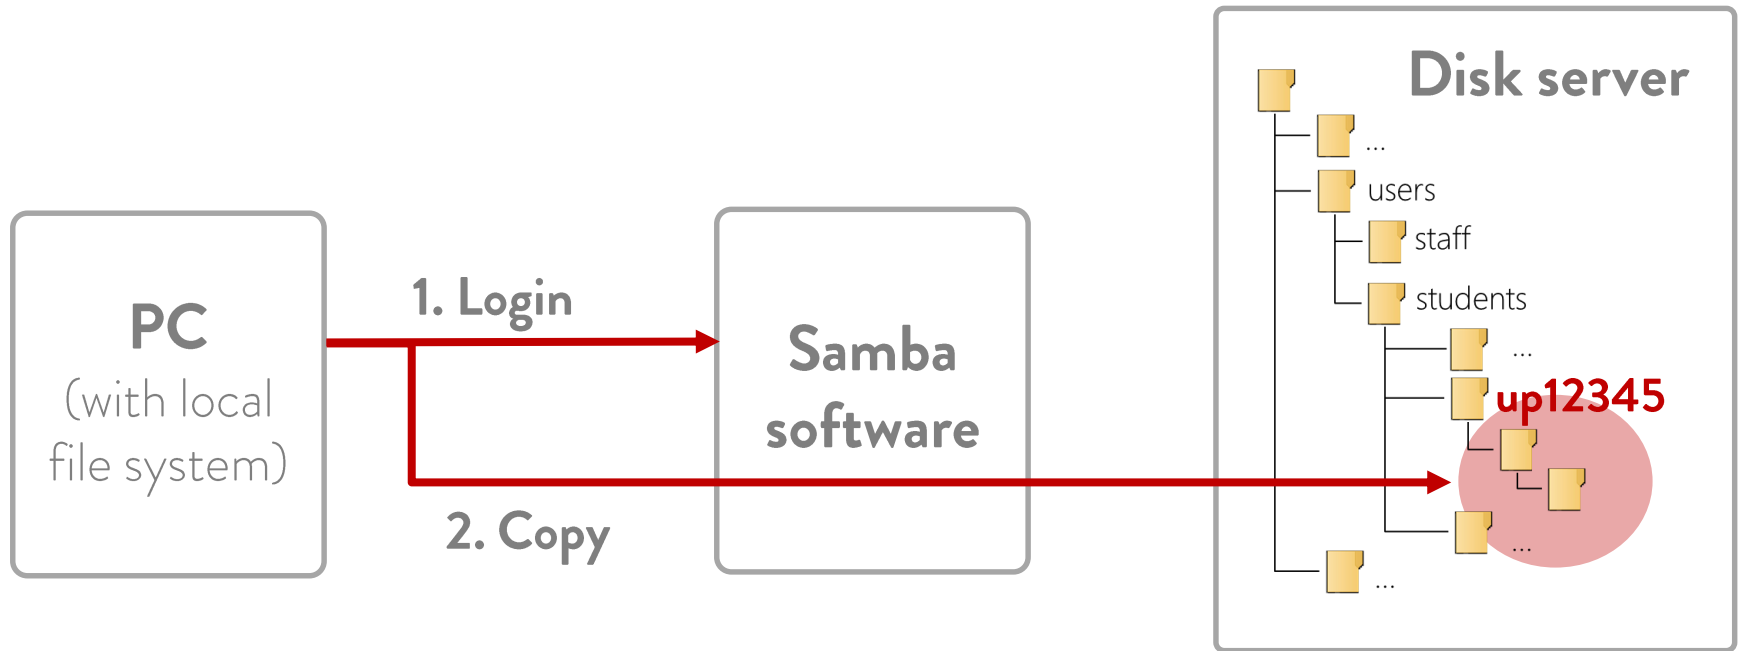 PC
(with local
file system)
1. Login
2. Copy
Samba
software
Disk server
...
users
staff
students
...
up12345
...
...